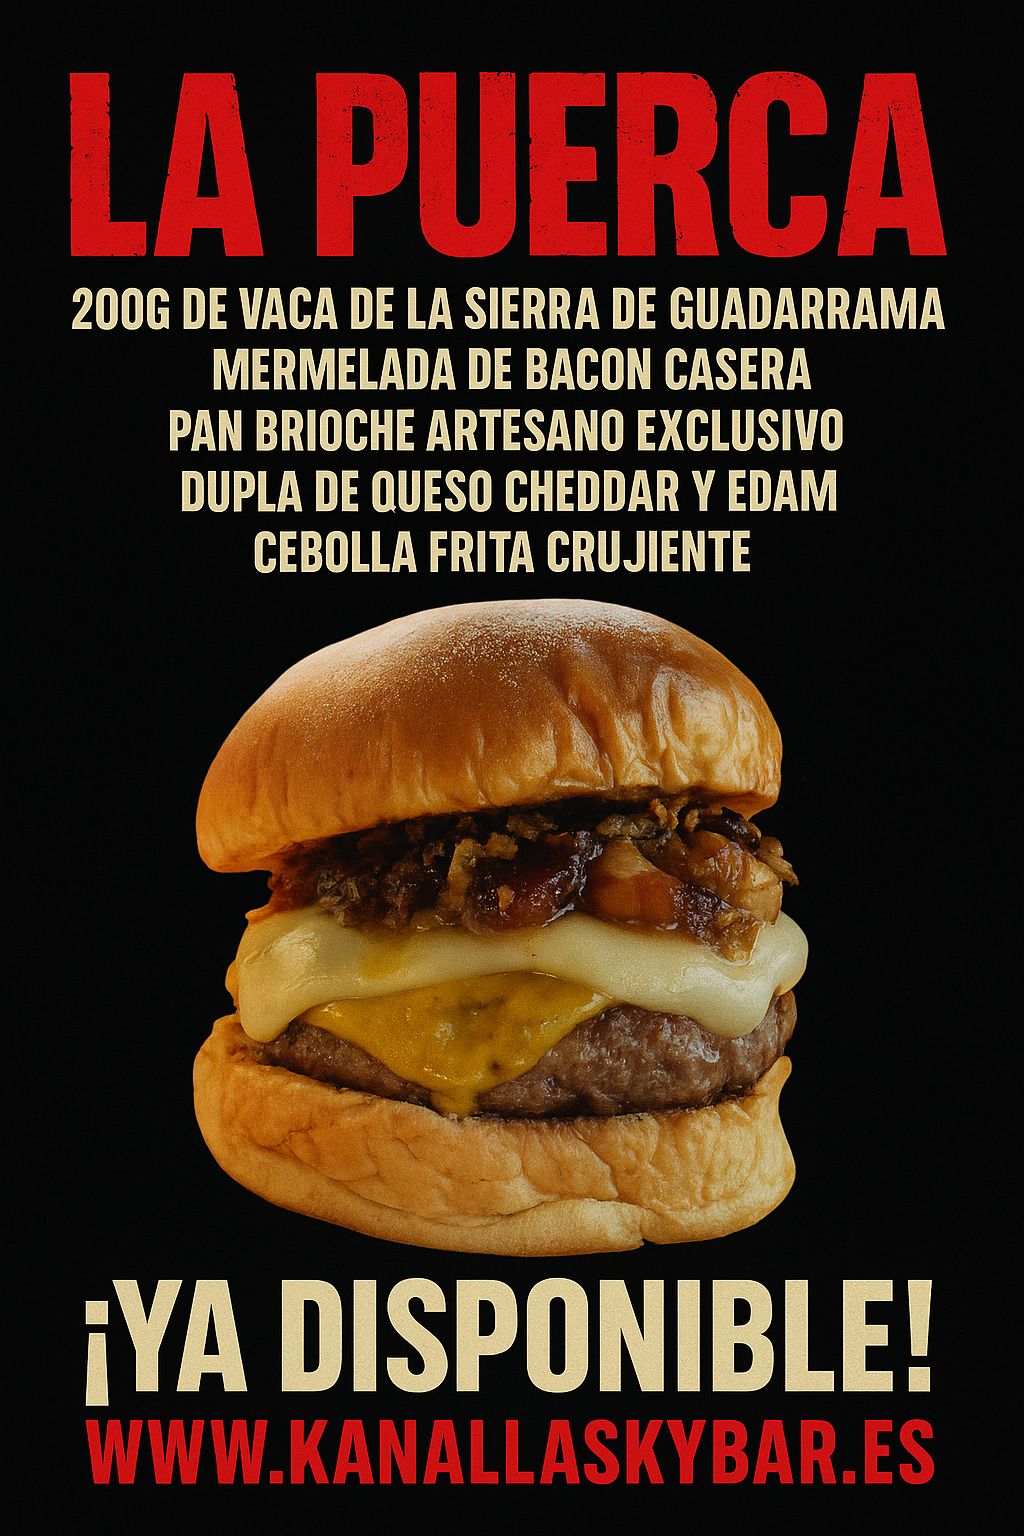 LA PUERCA
200G DE VACA DE LA SIERRA DE GUADARRAMA
MERMELADA DE BACON CASERA
PAN BRIOCHE ARTESANO EXCLUSIVO
DUPLA DE QUESO CHEDDAR Y EDAM
CEBOLLA FRITA CRUJIENTE
¡YA DISPONIBLE!
WWW.KANALLASKYBAR.ES